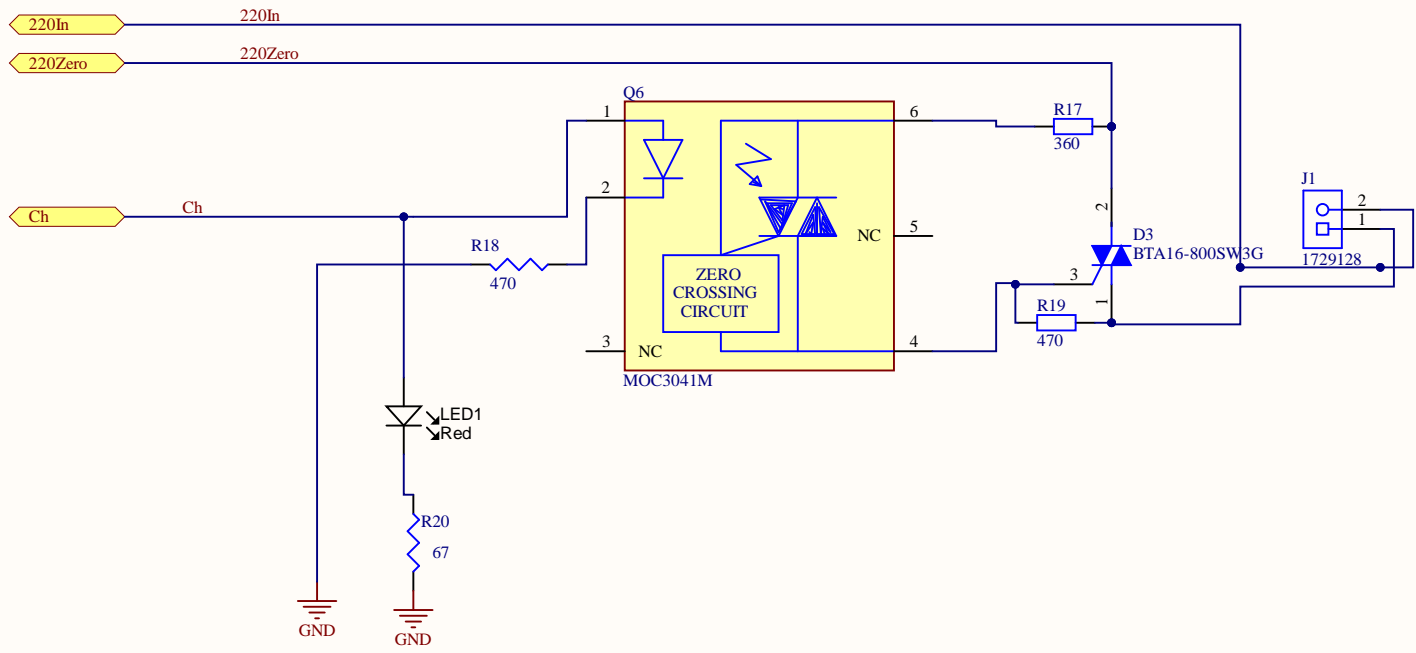 220In
220In
220Zero
220Zero
Q6
1
6
R17
360
2
Ch
Ch
NC
5
J1
2
1
1729128
2
D3
BTA16-800SW3G
R18
470
ZERO
CROSSING
CIRCUIT
3
1
R19
470
3
NC
4
MOC3041M
LED1
Red
R20
67
GND
GND